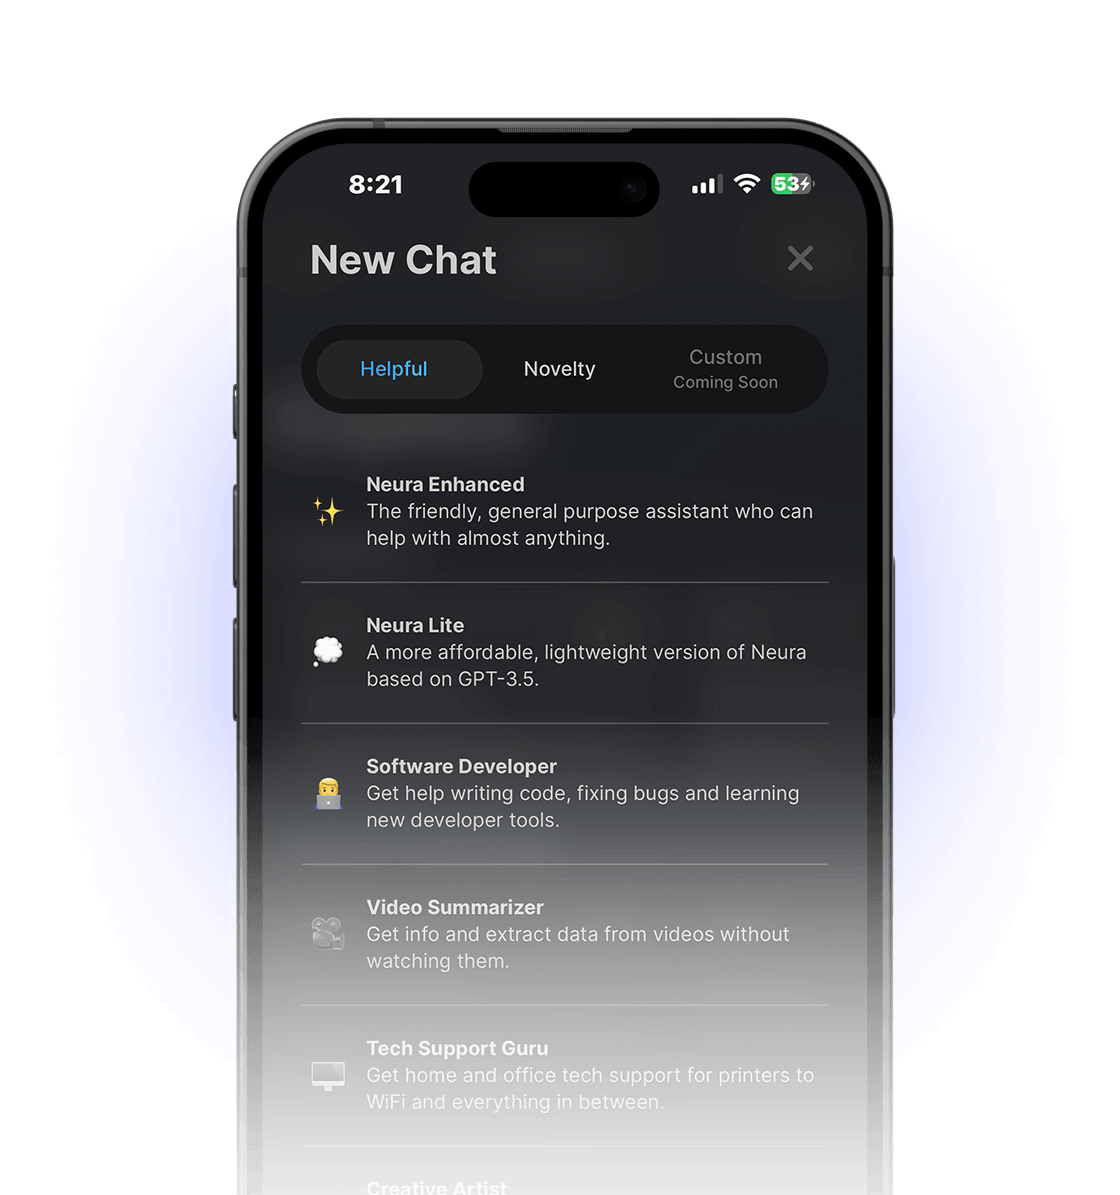 8:21
53
New Chat
Helpful
Novelty
Custom
Coming Soon
Neura Enhanced
The friendly, general purpose assistant who can
help with almost anything.
Neura Lite
A more affordable, lightweight version of Neura
based on GPT-3.5.
Software Developer
Get help writing code, fixing bugs and learning
new developer tools.
Video Summarizer
Get info and extract data from videos without
watching them.
Tech Support Guru
Get home and office tech support for printers to
WiFi and everything in between.
Creative Artist